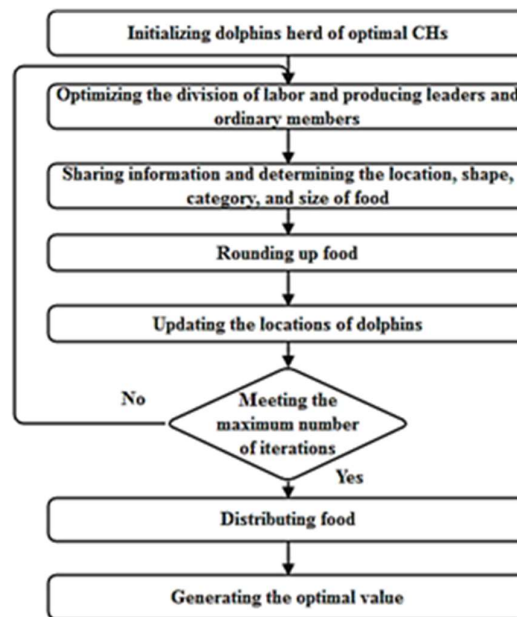 Initializing dolphins herd of optimal CHs
Optimizing the division of labor and producing leaders and
ordinary members
Sharing information and determining the location, shape,
category, and size of food
Rounding up food
Updating the locations of dolphins
No
Meeting the
maximum number
of iterations
Yes
Distributing food
Generating the optimal value